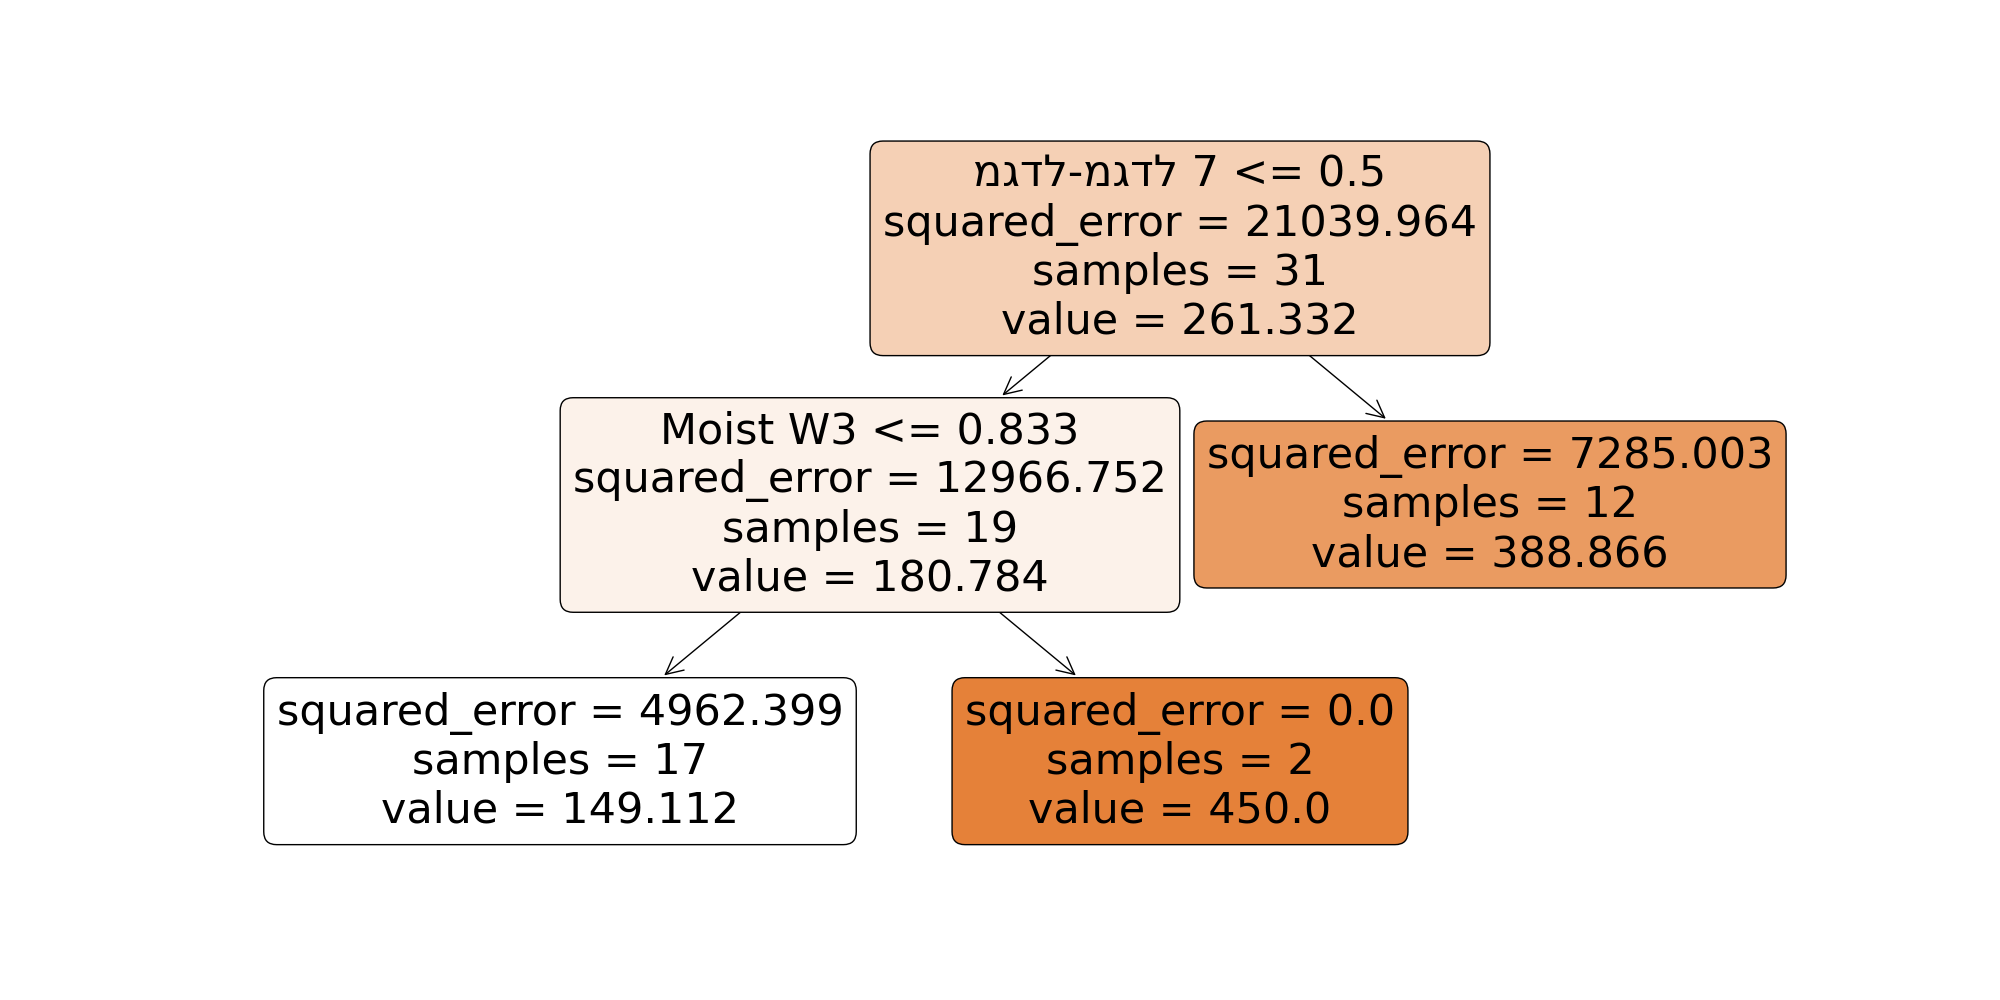 מגדל-מגדל 7 <= 0.5
squared_error = 21039.964
samples = 31
value = 261.332
Moist W3 <= 0.833
squared_error = 12966.752
samples = 19
value = 180.784
squared_error = 7285.003
samples = 12
value = 388.866
squared_error = 4962.399
samples = 17
value = 149.112
squared_error = 0.0
samples = 2
value = 450.0